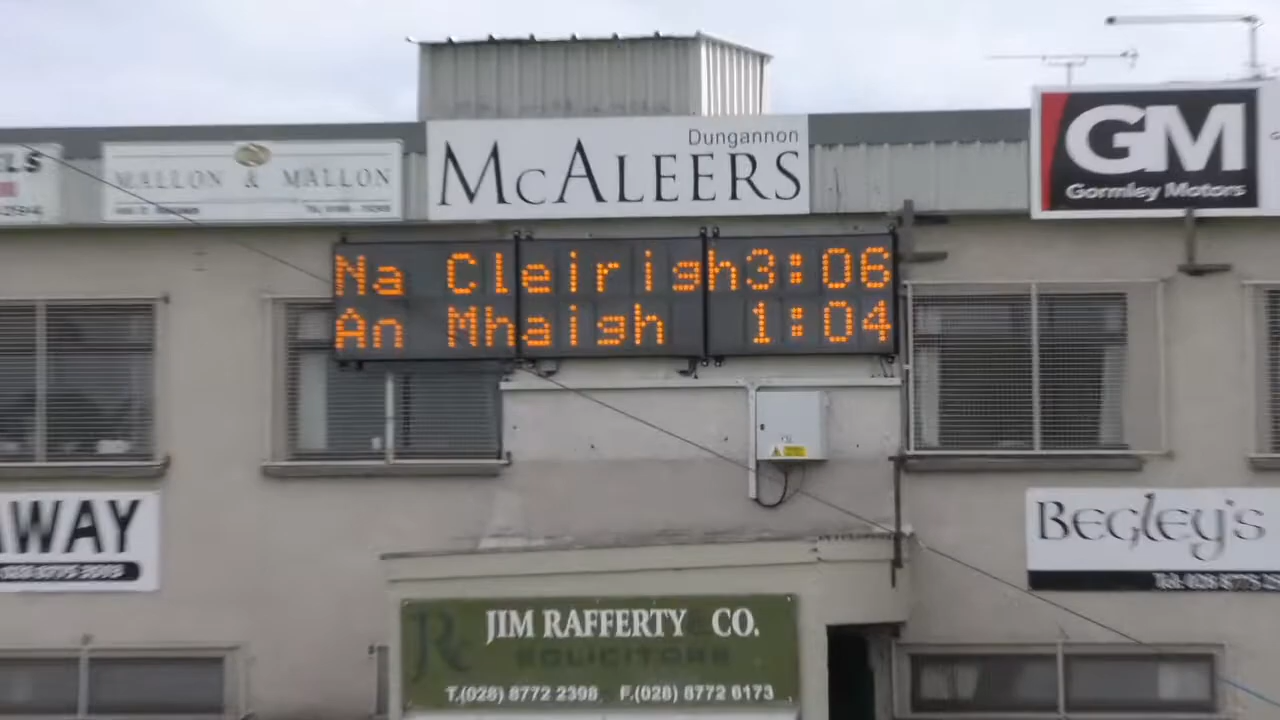 MALLON & MALLON
Dungannon
McALEERS
GM
Gormley Motors
Na Cleirigh 3:06
An Mhaigh 1:04
AWAY
BEGLEY'S
JIM RAFFERTY & CO.
SOLICITORS
T.(028) 8772 2398 F.(028) 8772 6173